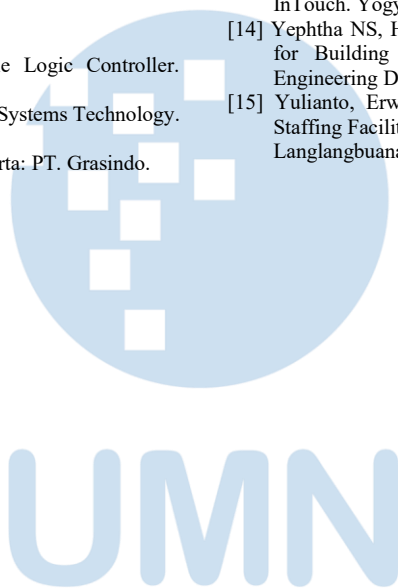 e Logic Controller.
Systems Technology.
rta: PT. Grasindo.
InTouch. Yogy
[14] Yephtha NS, H
for Building
Engineering D
[15] Yulianto, Erw
Staffing Facilit
Langlangbuana
UMN